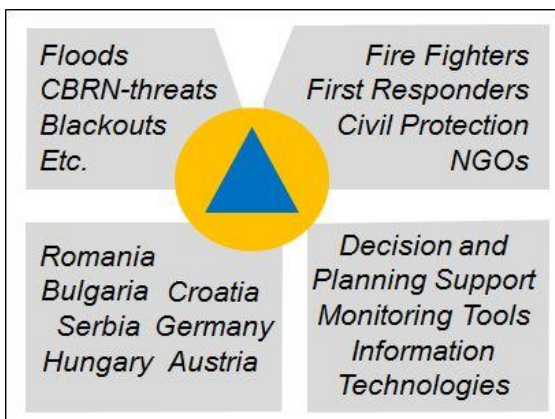 Floods
CBRN-threats
Blackouts
Etc.
Fire Fighters
First Responders
Civil Protection
NGOs
Romania
Bulgaria Croatia
Serbia Germany
Hungary Austria
Decision and
Planning Support
Monitoring Tools
Information
Technologies